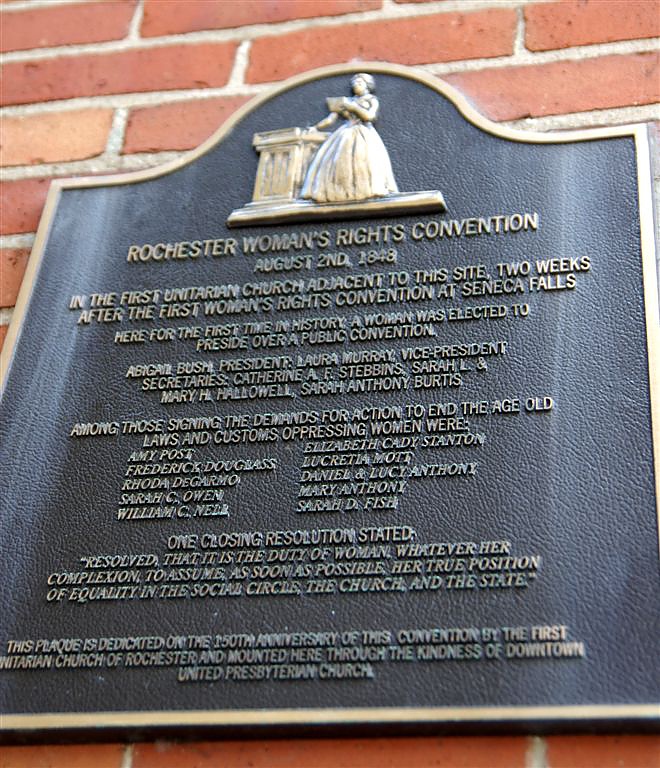 ROCHESTER WOMAN'S RIGHTS CONVENTION
AUGUST 2ND, 1848
IN THE FIRST UNITARIAN CHURCH ADJACENT TO THIS SITE, TWO WEEKS
AFTER THE FIRST WOMAN'S RIGHTS CONVENTION AT SENECA FALLS
HERE FOR THE FIRST TIME IN HISTORY, A WOMAN WAS ELECTED TO
PRESIDE OVER A PUBLIC CONVENTION.
ABIGAIL BUSH, PRESIDENT; LAURA MURRAY, VICE-PRESIDENT
SECRETARIES: CATHERINE A. F. STEBBINS, SARAH L. &
MARY H. HALLOWELL, SARAH ANTHONY BURTIS
AMONG THOSE SIGNING THE DEMANDS FOR ACTION TO END THE AGE OLD
LAWS AND CUSTOMS OPPRESSING WOMEN WERE:
AMY POST
FREDERICK DOUGLASS
RHODA DeGARMO
SARAH C. OWEN
WILLIAM C. NELL
ELIZABETH CADY STANTON
LUCRETIA MOTT
DANIEL & LUCY ANTHONY
MARY ANTHONY
SARAH D. FISH
ONE CLOSING RESOLUTION STATED:
"RESOLVED, THAT IT IS THE DUTY OF WOMAN, WHATEVER HER
COMPLEXION, TO ASSUME, AS SOON AS POSSIBLE, HER TRUE POSITION
OF EQUALITY IN THE SOCIAL CIRCLE, THE CHURCH, AND THE STATE."
THIS PLAQUE IS DEDICATED ON THE 150TH ANNIVERSARY OF THIS CONVENTION BY THE FIRST
UNITARIAN CHURCH OF ROCHESTER AND MOUNTED HERE THROUGH THE KINDNESS OF DOWNTOWN
UNITED PRESBYTERIAN CHURCH.